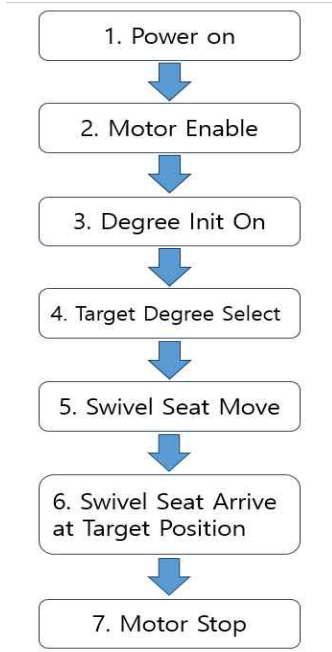 1. Power on
2. Motor Enable
3. Degree Init On
4. Target Degree Select
5. Swivel Seat Move
6. Swivel Seat Arrive
at Target Position
7. Motor Stop